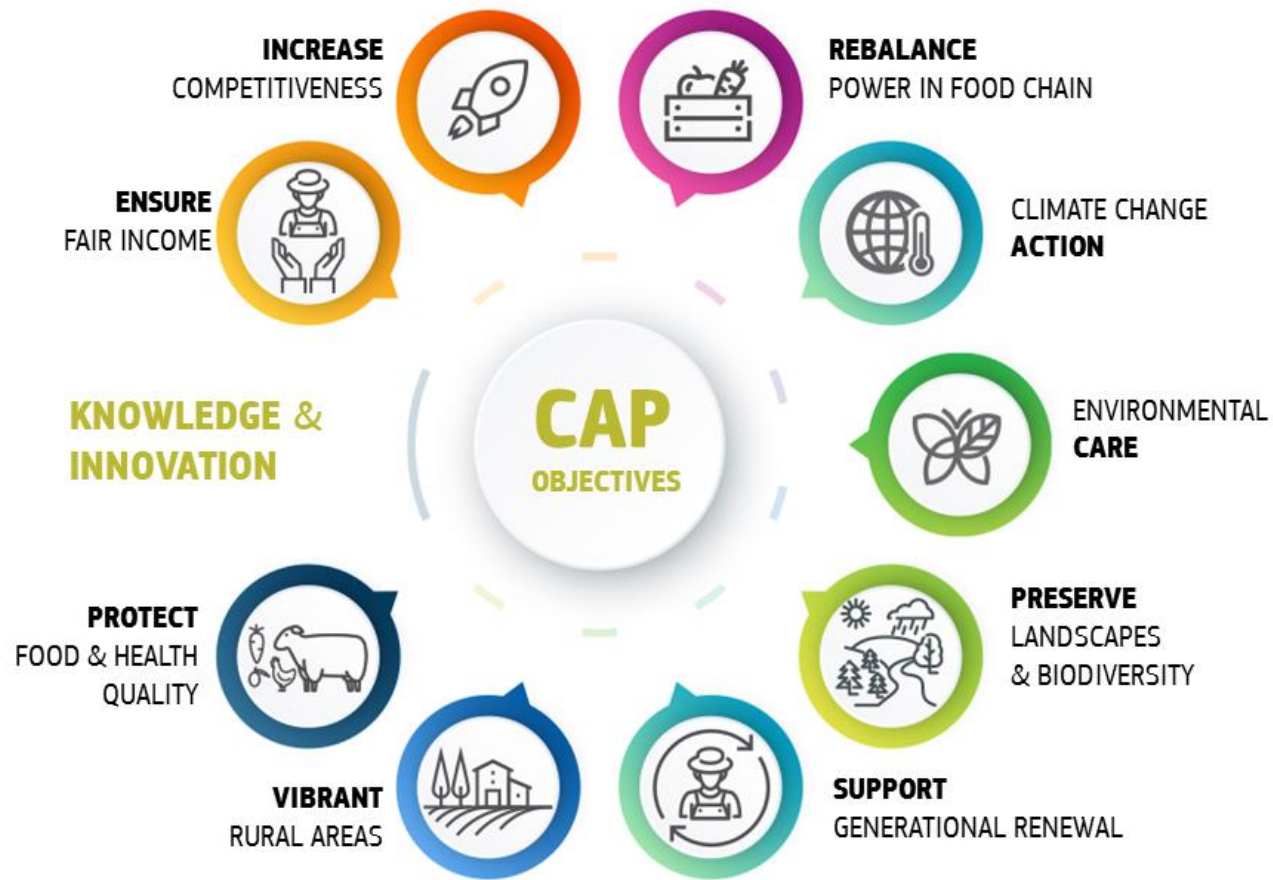 INCREASE
COMPETITIVENESS
REBALANCE
POWER IN FOOD CHAIN
ENSURE
FAIR INCOME
CLIMATE CHANGE
ACTION
KNOWLEDGE &
INNOVATION
CAP
OBJECTIVES
ENVIRONMENTAL
CARE
PROTECT
FOOD & HEALTH
QUALITY
PRESERVE
LANDSCAPES
& BIODIVERSITY
VIBRANT
RURAL AREAS
SUPPORT
GENERATIONAL RENEWAL